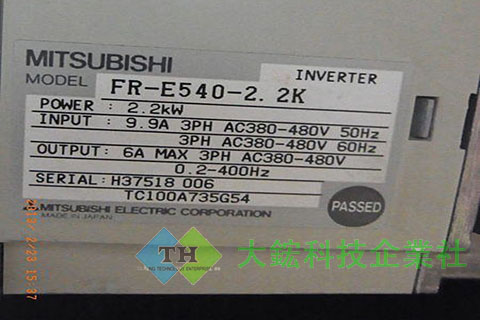 MITSUBISHI
INVERTER
MODEL FR-E540-2.2K
POWER : 2.2kW
INPUT : 9.9A 3PH AC380-480V 50Hz
3PH AC380-480V 60Hz
OUTPUT: 6A MAX 3PH AC380-480V
0.2-400Hz
SERIAL: H37518 006
TC100A735G54
PASSED
MITSUBISHI ELECTRIC CORPORATION
MADE IN JAPAN
TH
大鋐科技企業社